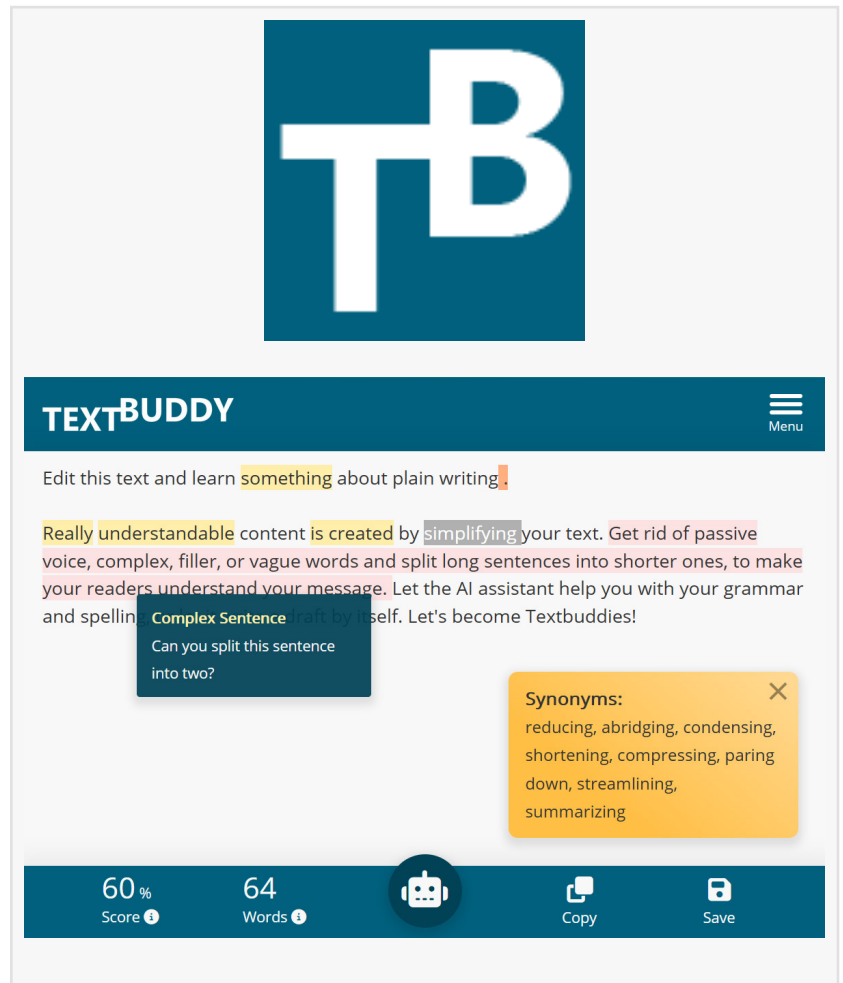 TB
TEXTBUDDY
Menu
Edit this text and learn something about plain writing .
Really understandable content is created by simplifying your text. Get rid of passive
voice, complex, filler, or vague words and split long sentences into shorter ones, to make
your readers understand your message. Let the AI assistant help you with your grammar
and spelling draft by itself. Let's become Textbuddies!
Complex Sentence
Can you split this sentence
into two?
Synonyms:
reducing, abridging, condensing,
shortening, compressing, paring
down, streamlining,
summarizing
60 %
Score
64
Words
Copy
Save